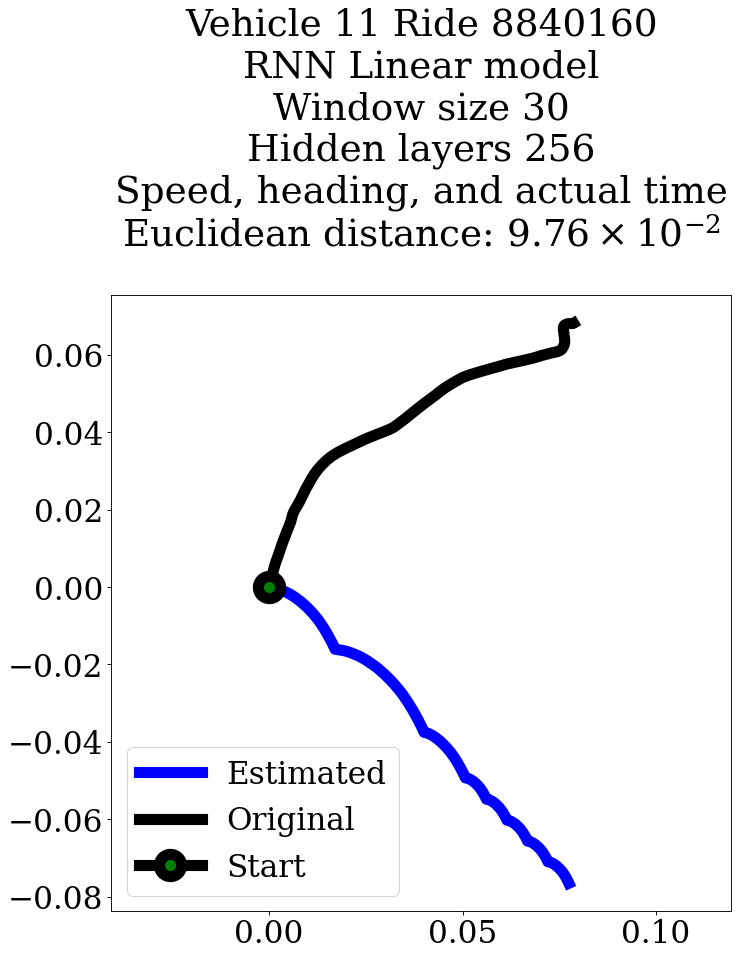 Vehicle 11 Ride 8840160
RNN Linear model
Window size 30
Hidden layers 256
Speed, heading, and actual time
Euclidean distance: 9.76 × 10⁻²
0.06
0.04
0.02
0.00
−0.02
−0.04
−0.06
−0.08
Estimated
Original
Start
0.00 0.05 0.10